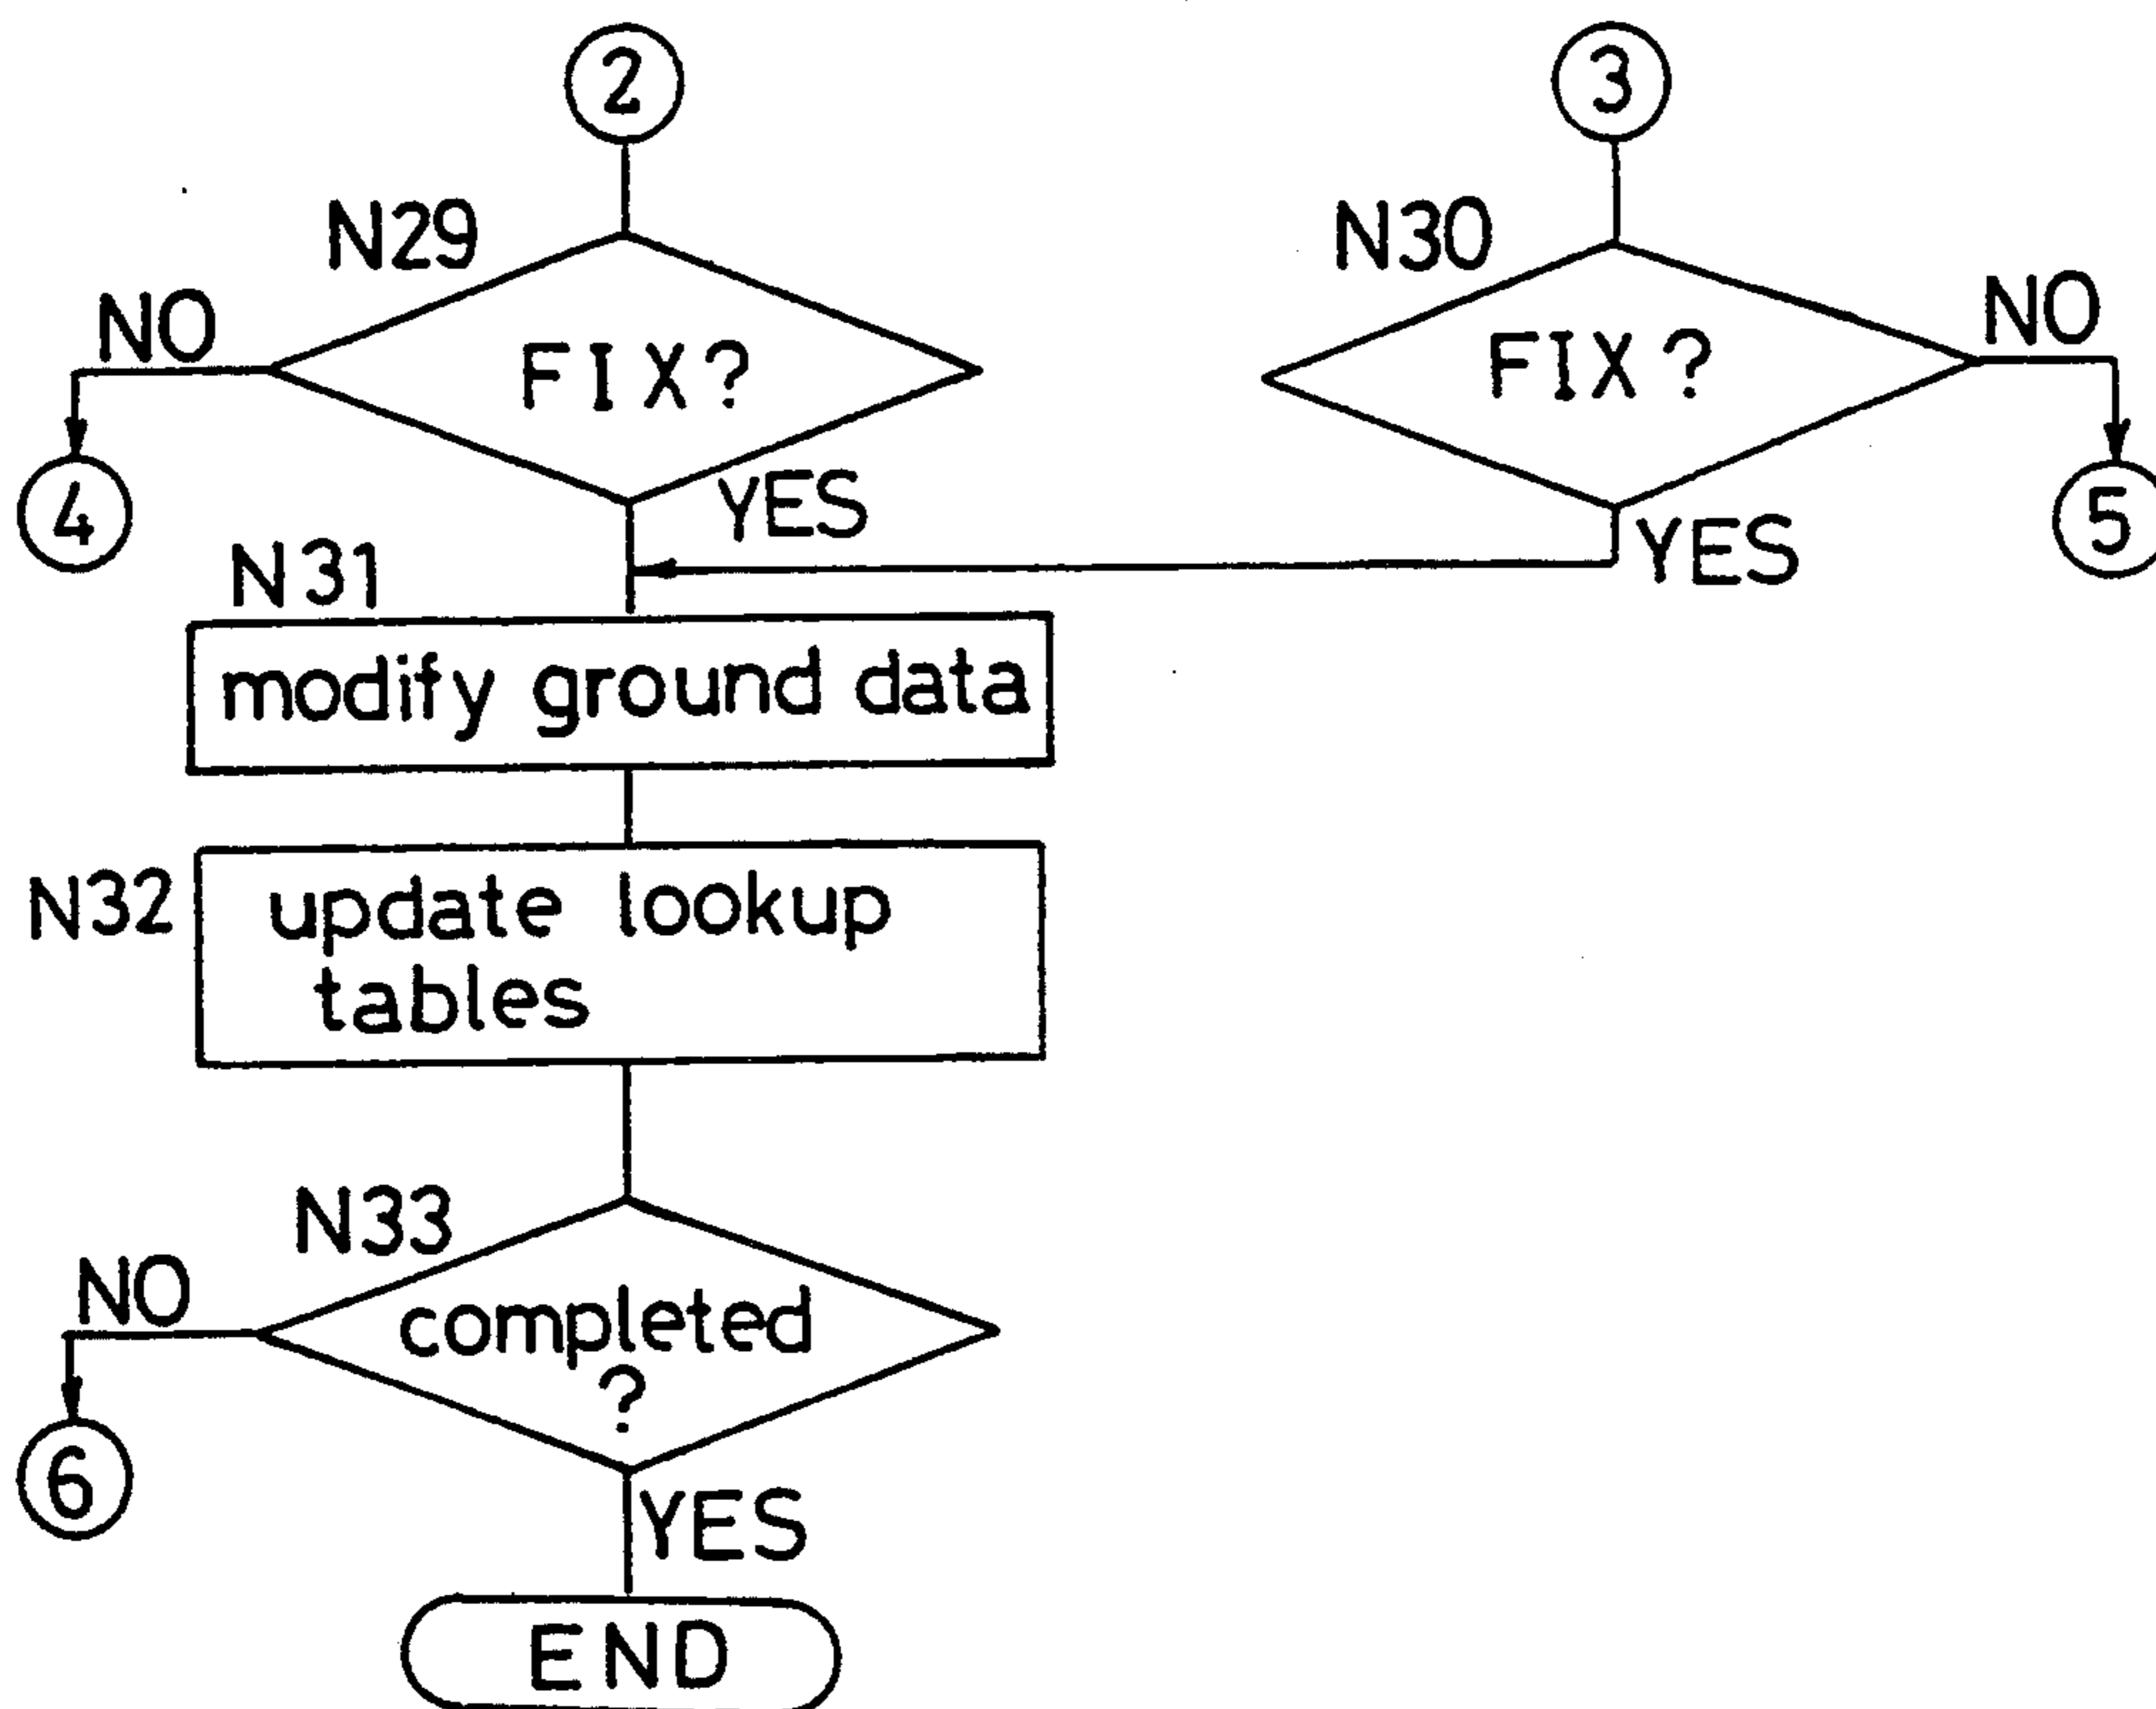 2
3
N29
N30
NO
FIX?
FIX?
NO
YES
4
5
YES
N31
modify ground data
N32
update lookup
tables
N33
NO
completed
?
6
YES
END